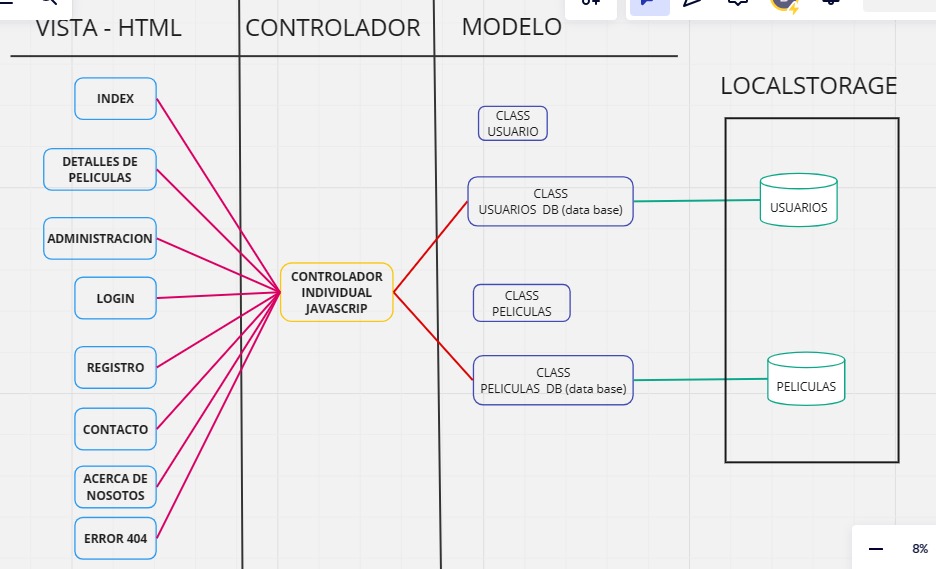 VISTA - HTML
CONTROLADOR
MODELO
LOCALSTORAGE
INDEX
DETALLES DE
PELICULAS
ADMINISTRACION
LOGIN
REGISTRO
CONTACTO
ACERCA DE
NOSOTOS
ERROR 404
CONTROLADOR
INDIVIDUAL
JAVASCRIP
CLASS
USUARIO
CLASS
USUARIOS DB (data base)
CLASS
PELICULAS
CLASS
PELICULAS DB (data base)
USUARIOS
PELICULAS
8%